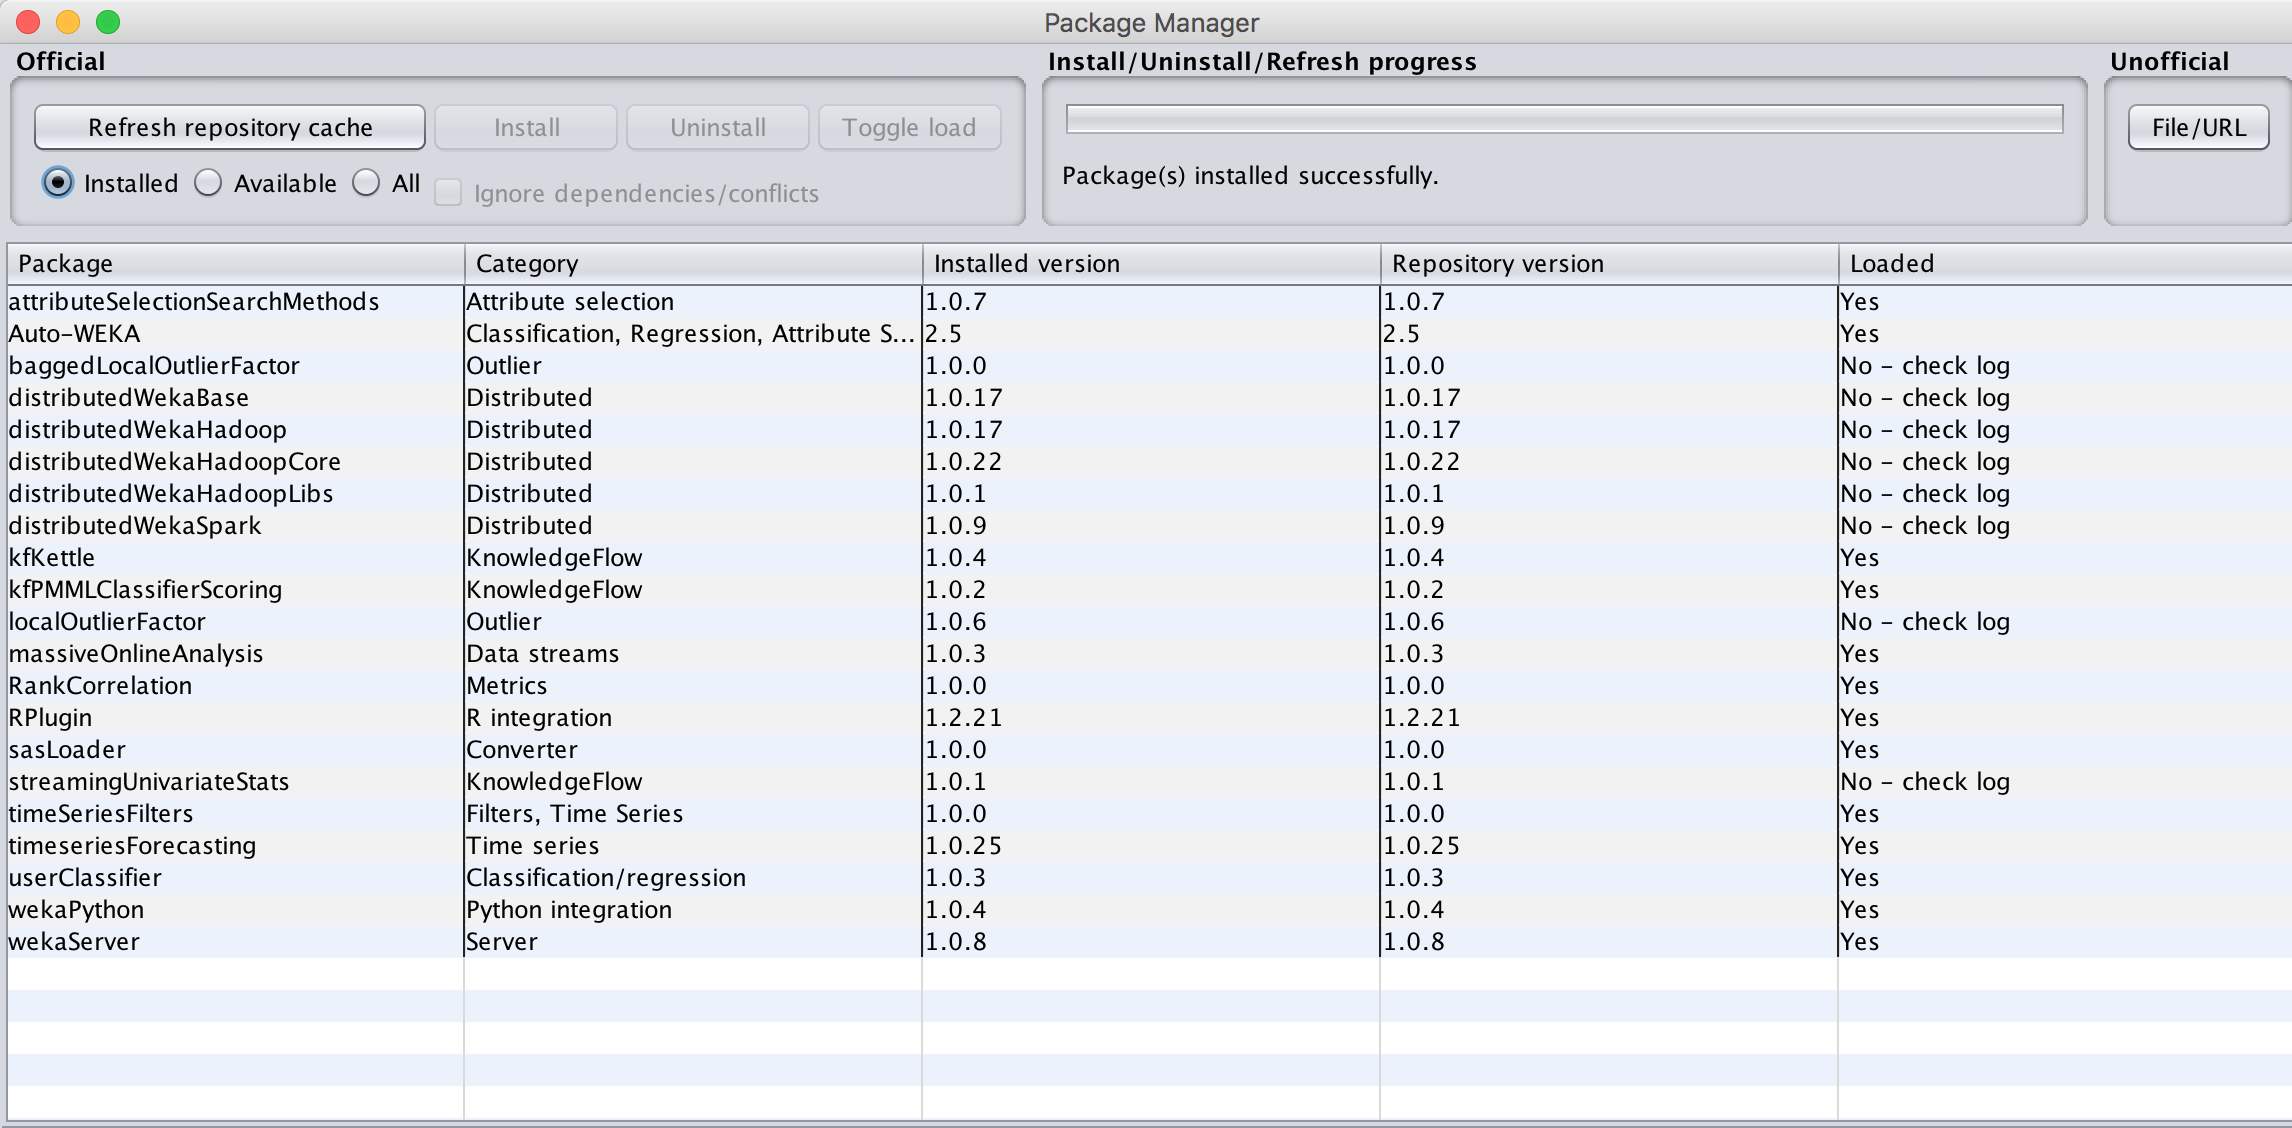 Package Manager
Official
Install/Uninstall/Refresh progress
Unofficial
Refresh repository cache Install Uninstall Toggle load
File/URL
Installed Available All Ignore dependencies/conflicts
Package(s) installed successfully.
Package Category Installed version Repository version Loaded
attributeSelectionSearchMethods Attribute selection 1.0.7 1.0.7 Yes
Auto-WEKA Classification, Regression, Attribute S... 2.5 2.5 Yes
baggedLocalOutlierFactor Outlier 1.0.0 1.0.0 No - check log
distributedWekaBase Distributed 1.0.17 1.0.17 No - check log
distributedWekaHadoop Distributed 1.0.17 1.0.17 No - check log
distributedWekaHadoopCore Distributed 1.0.22 1.0.22 No - check log
distributedWekaHadoopLibs Distributed 1.0.1 1.0.1 No - check log
distributedWekaSpark Distributed 1.0.9 1.0.9 No - check log
kfKettle KnowledgeFlow 1.0.4 1.0.4 Yes
kfPMMLClassifierScoring KnowledgeFlow 1.0.2 1.0.2 Yes
localOutlierFactor Outlier 1.0.6 1.0.6 No - check log
massiveOnlineAnalysis Data streams 1.0.3 1.0.3 Yes
RankCorrelation Metrics 1.0.0 1.0.0 Yes
RPlugin R integration 1.2.21 1.2.21 Yes
sasLoader Converter 1.0.0 1.0.0 Yes
streamingUnivariateStats KnowledgeFlow 1.0.1 1.0.1 No - check log
timeSeriesFilters Filters, Time Series 1.0.0 1.0.0 Yes
timeseriesForecasting Time series 1.0.25 1.0.25 Yes
userClassifier Classification/regression 1.0.3 1.0.3 Yes
wekaPython Python integration 1.0.4 1.0.4 Yes
wekaServer Server 1.0.8 1.0.8 Yes